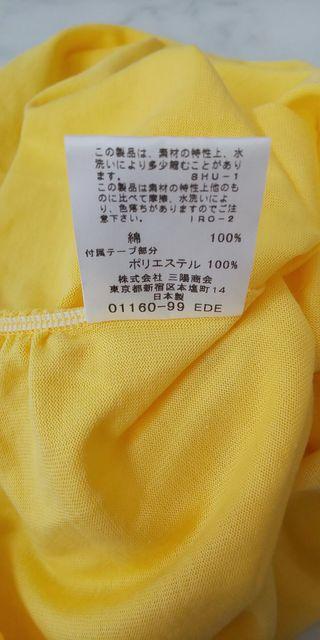 この製品は、素材の特性上、水
洗いにより多少縮むことがあり
ます。 SHU-1
この製品は素材の特性上他のも
のに比べて摩擦、水洗いによ
り、色落ちがありますのでご注
意下さい。 IRO-2
綿 100%
付属テープ部分
ポリエステル 100%
株式会社 三陽商会
東京都新宿区本塩町14
日本製
01160-99 EDE